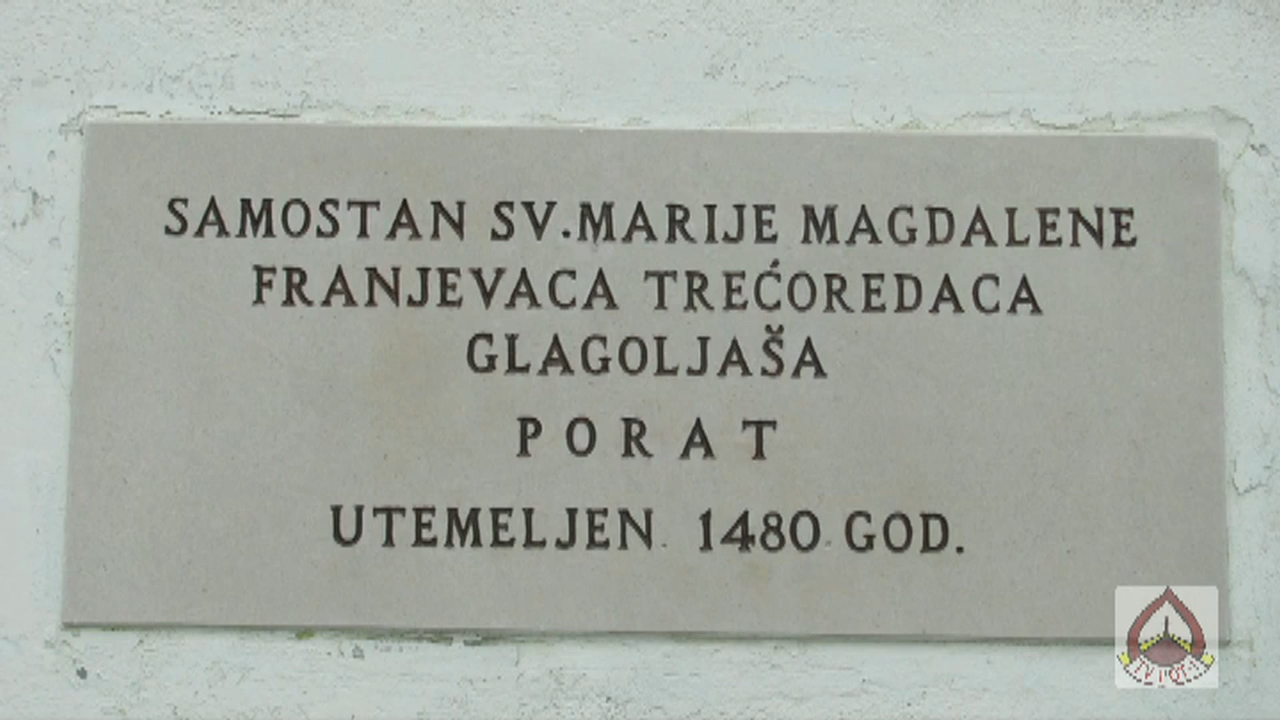 SAMOSTAN SV.MARIJE MAGDALENE
FRANJEVACA TREĆOREDACA
GLAGOLJAŠA
PORAT
UTEMELJEN 1480 GOD.